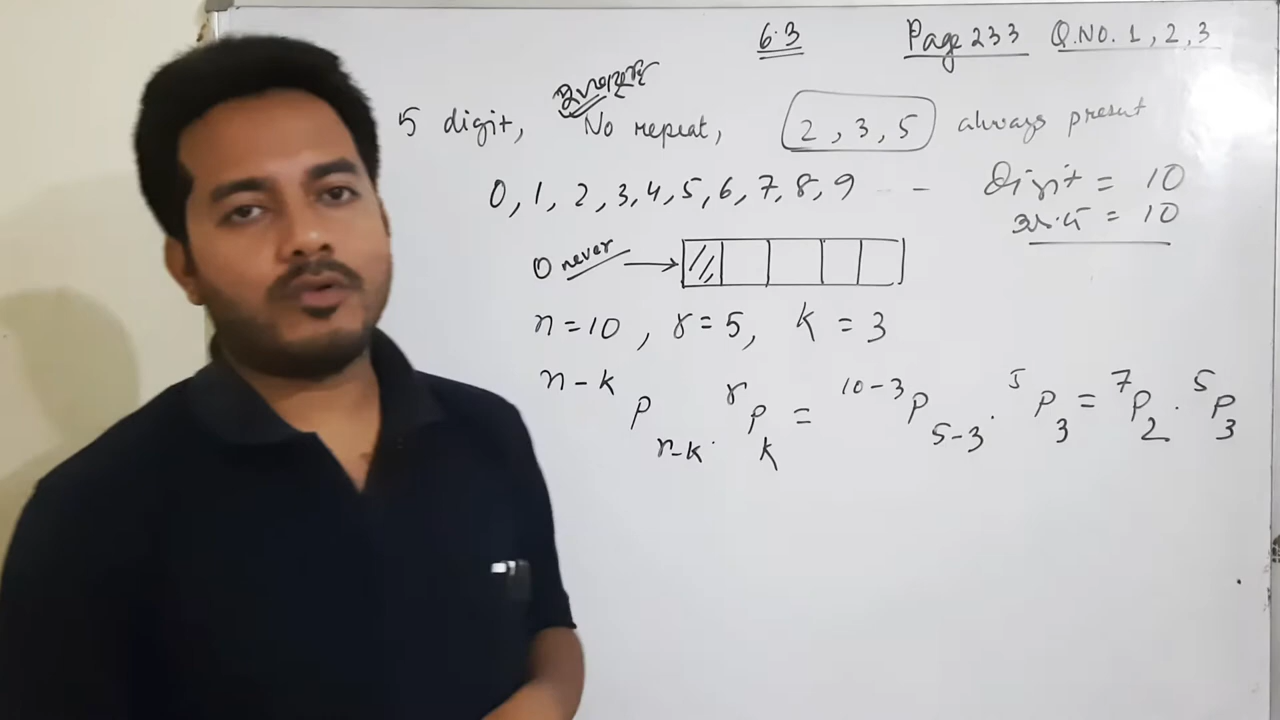 6.3 Page 233 Q.NO. 1, 2, 3
5 digit, No repeat, 2, 3, 5 always present
0, 1, 2, 3, 4, 5, 6, 7, 8, 9 - Digit = 10
= 10
0 never →
n = 10, r = 5, k = 3
n-k P r-k . r P k = 10-3 P 5-3 . 5 P 3 = 7 P 2 . 5 P 3